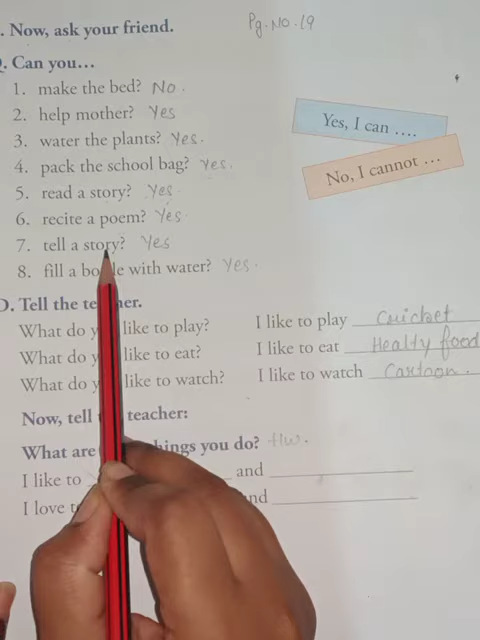 . Now, ask your friend.
Pg. No. 19
Q. Can you...
1. make the bed? No.
2. help mother? Yes
3. water the plants? Yes.
4. pack the school bag? Yes.
5. read a story? Yes.
6. recite a poem? Yes
7. tell a story? Yes
8. fill a bo le with water? Yes.
Yes, I can ....
No, I cannot ...
D. Tell the te her.
What do y like to play? I like to play Cricket
What do y like to eat? I like to eat Healty food
What do y like to watch? I like to watch Cartoon.
Now, tell teacher:
What are hings you do? Hw.
I like to and
I love t nd